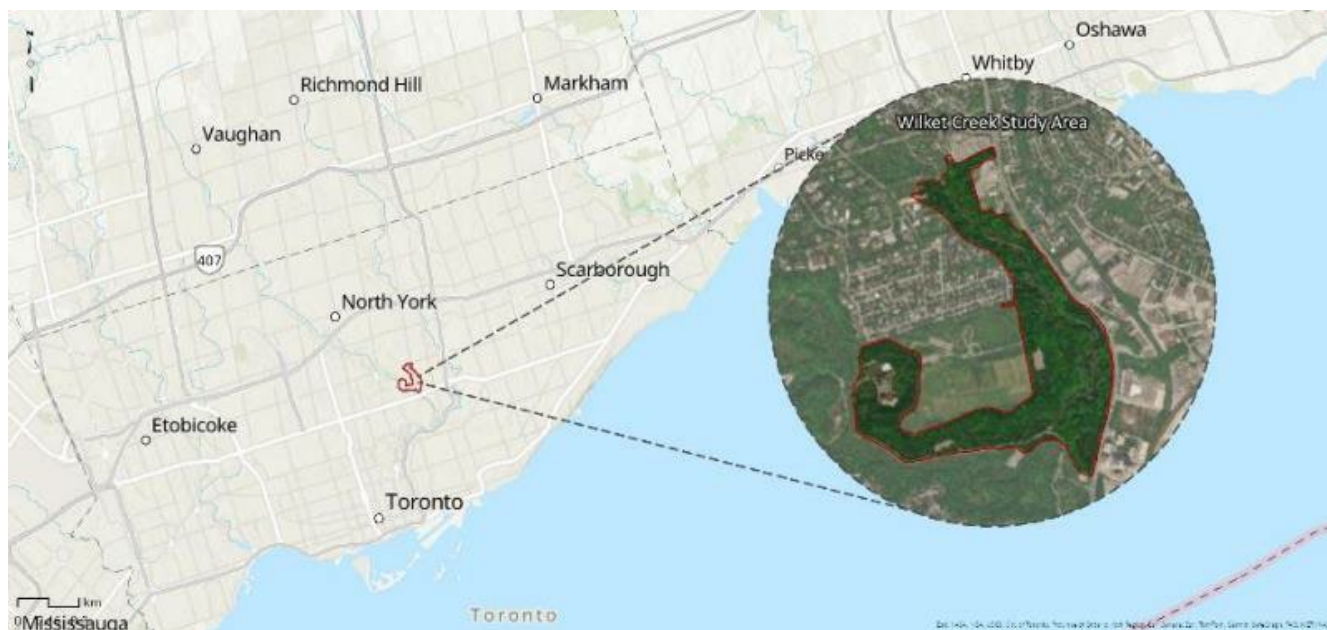 Oshawa
Whitby
Richmond Hill
Markham
Wilket Creek Study Area
Vaughan
Picke
407
Scarborough
North York
Etobicoke
Toronto
km
Mississauga
Toronto